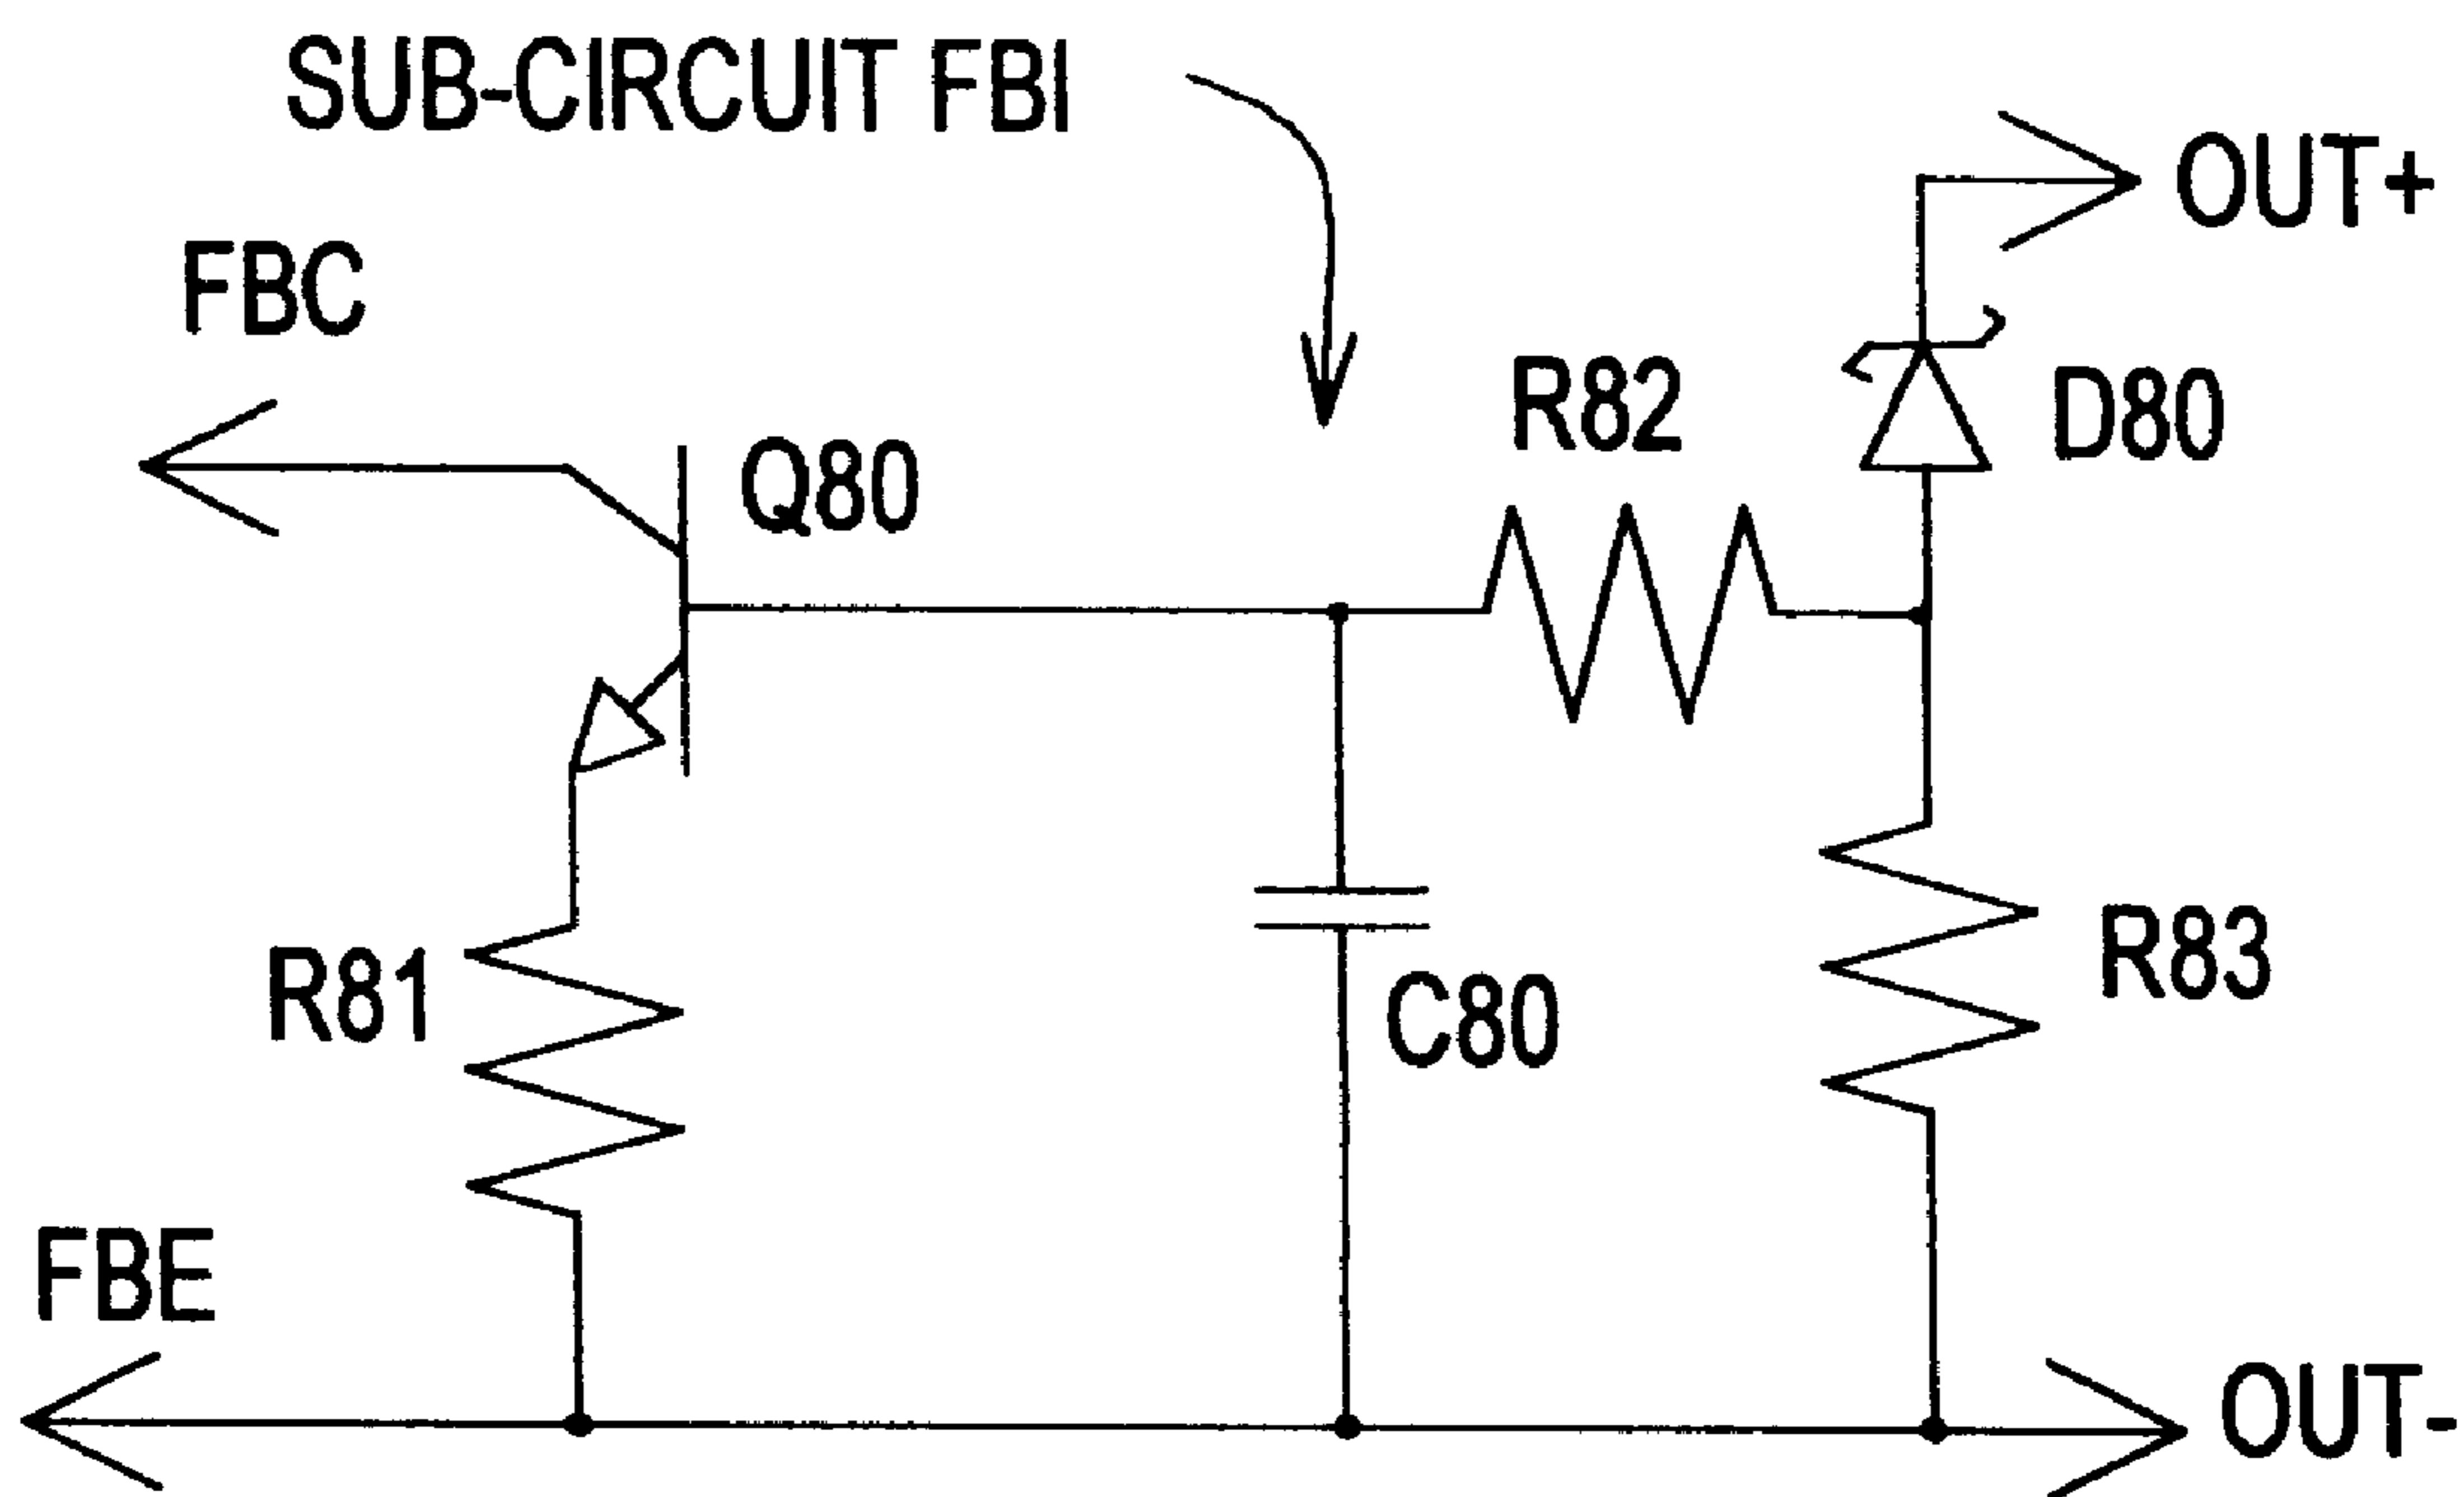 SUB-CIRCUIT FBI
OUT+
FBC
R82
D80
Q80
R83
R81
C80
FBE
OUT-